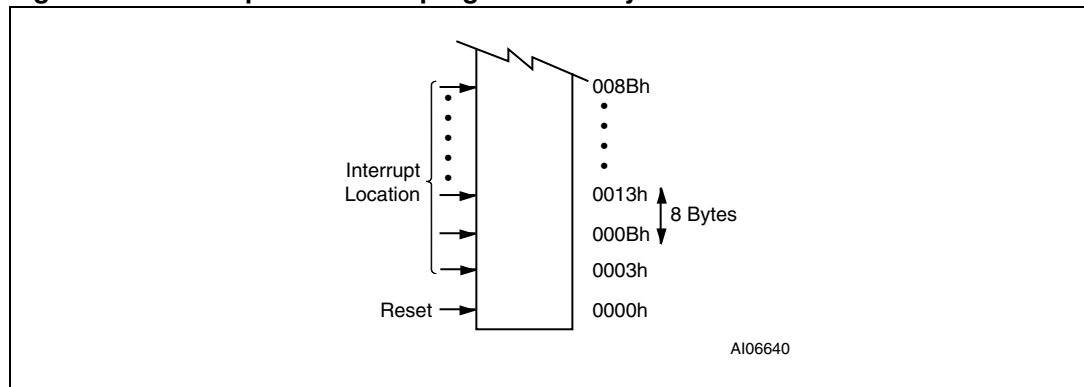 008Bh
Interrupt
Location
0013h
8 Bytes
000Bh
0003h
Reset
0000h
AI06640